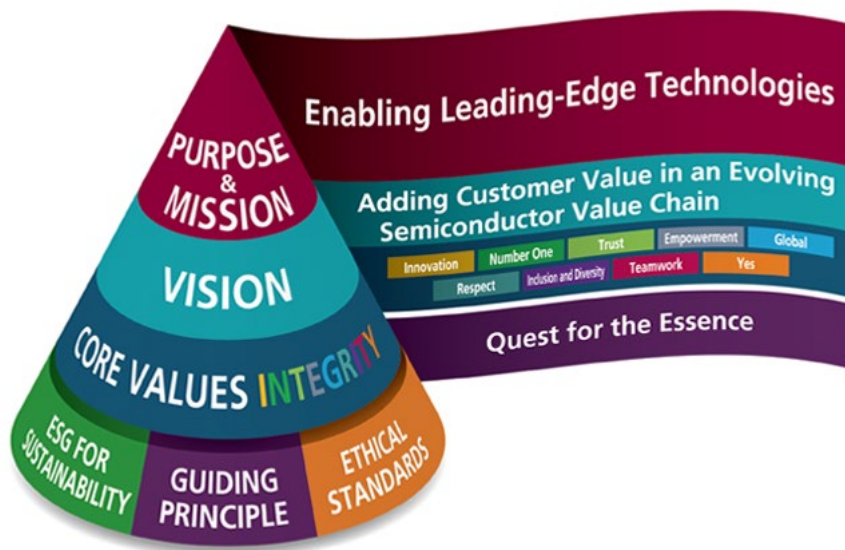 PURPOSE
&
MISSION
Enabling Leading-Edge Technologies
VISION
Adding Customer Value in an Evolving
Semiconductor Value Chain
CORE VALUES INTEGRITY
Innovation Number One Trust Empowerment Global
Respect Inclusion and Diversity Teamwork Yes
ESG FOR
SUSTAINABILITY
GUIDING
PRINCIPLE
ETHICAL
STANDARDS
Quest for the Essence